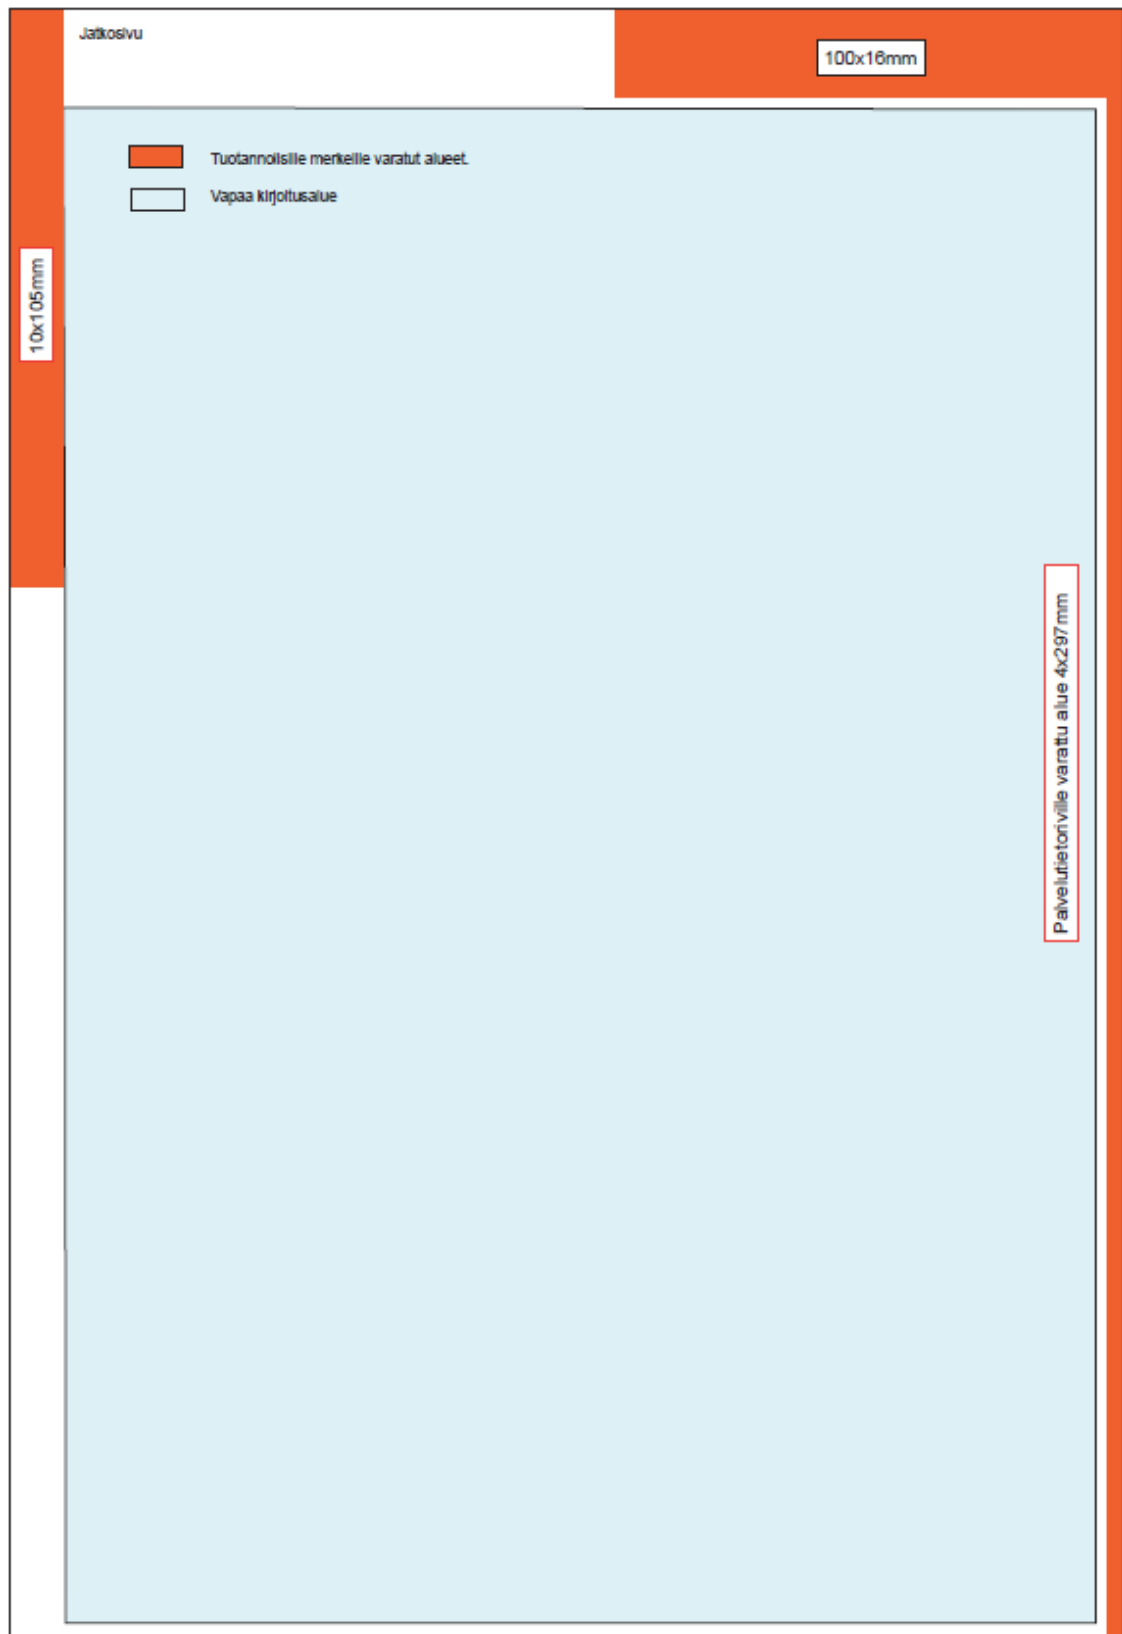 Jatkosivu
100x16mm
Tuotannollisille merkeille varatut alueet.
Vapaa kirjoitusalue
10x105mm
Palvelutietoriville varattu alue 4x297mm